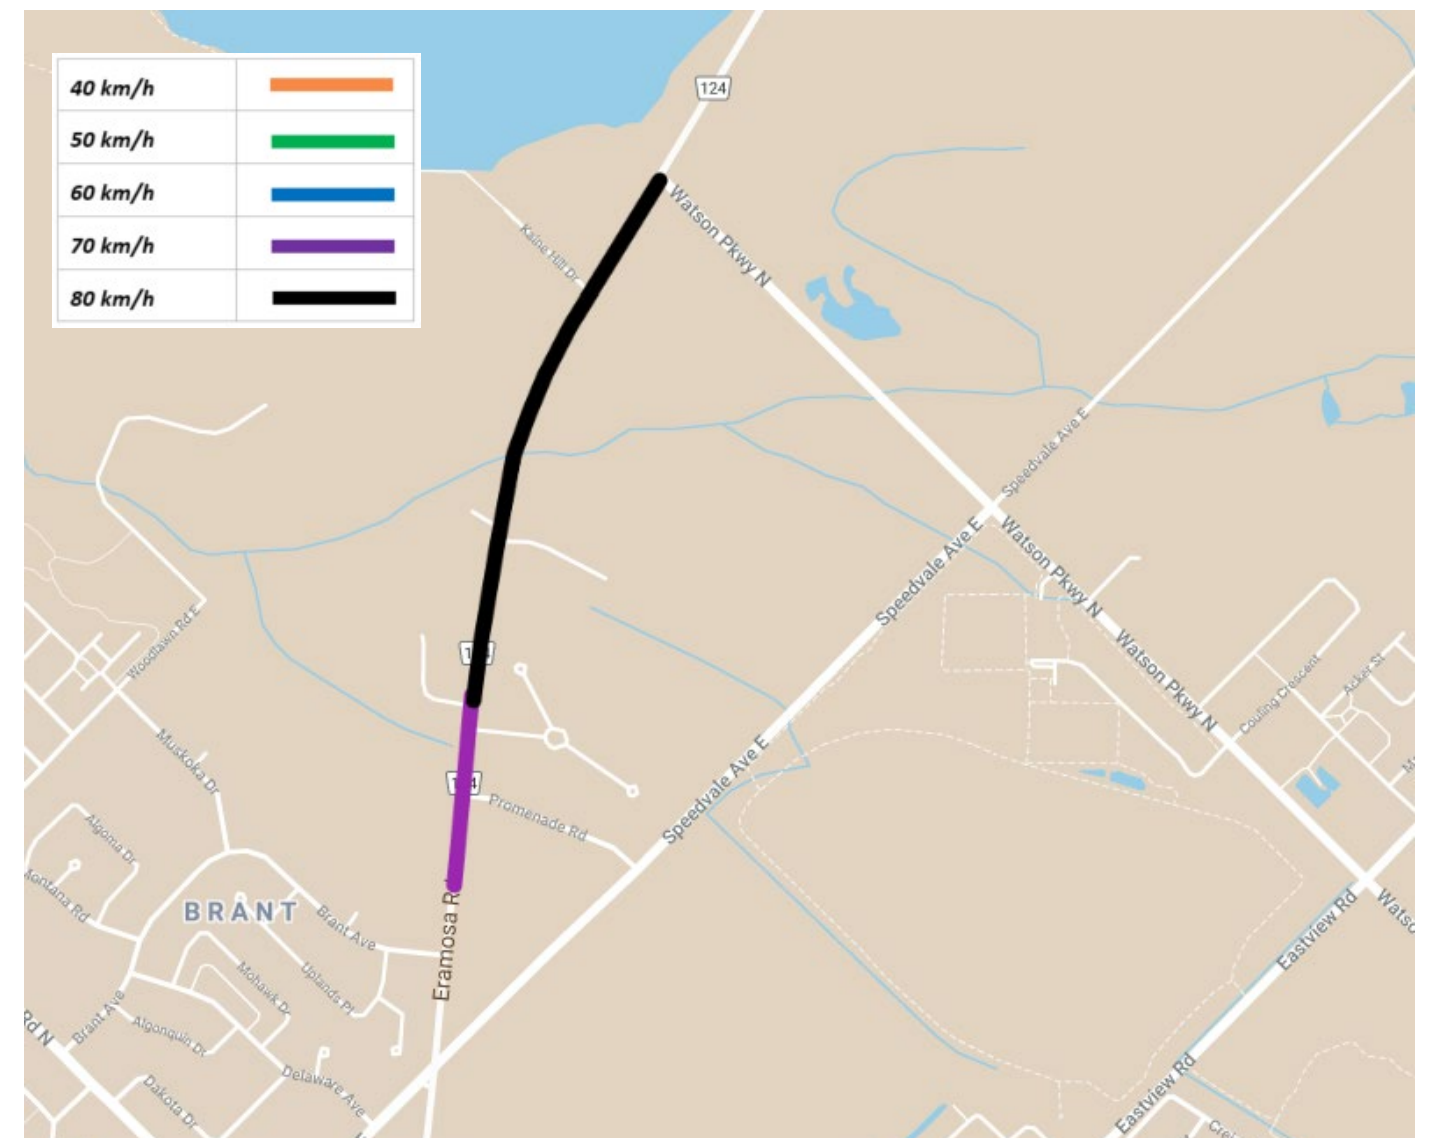 40 km/h
50 km/h
60 km/h
70 km/h
80 km/h
124
Watson Pkwy N
Kaine Hill Dr
Speedvale Ave E
Speedvale Ave E
Watson Pkwy N
Watson Pkwy N
Woodlawn Rd E
Couling Crescent
Acker St
Muskoka Dr
Speedvale Ave E
Promenade Rd
Algoma Dr
Montana Rd
BRANT
Brant Ave
Eramosa Rd
Eastview Rd
Uplands Pl
Mohawk Dr
Brant Ave
Algonquin Dr
Rd N
Delaware Ave
Dakota Dr
Eastview Rd